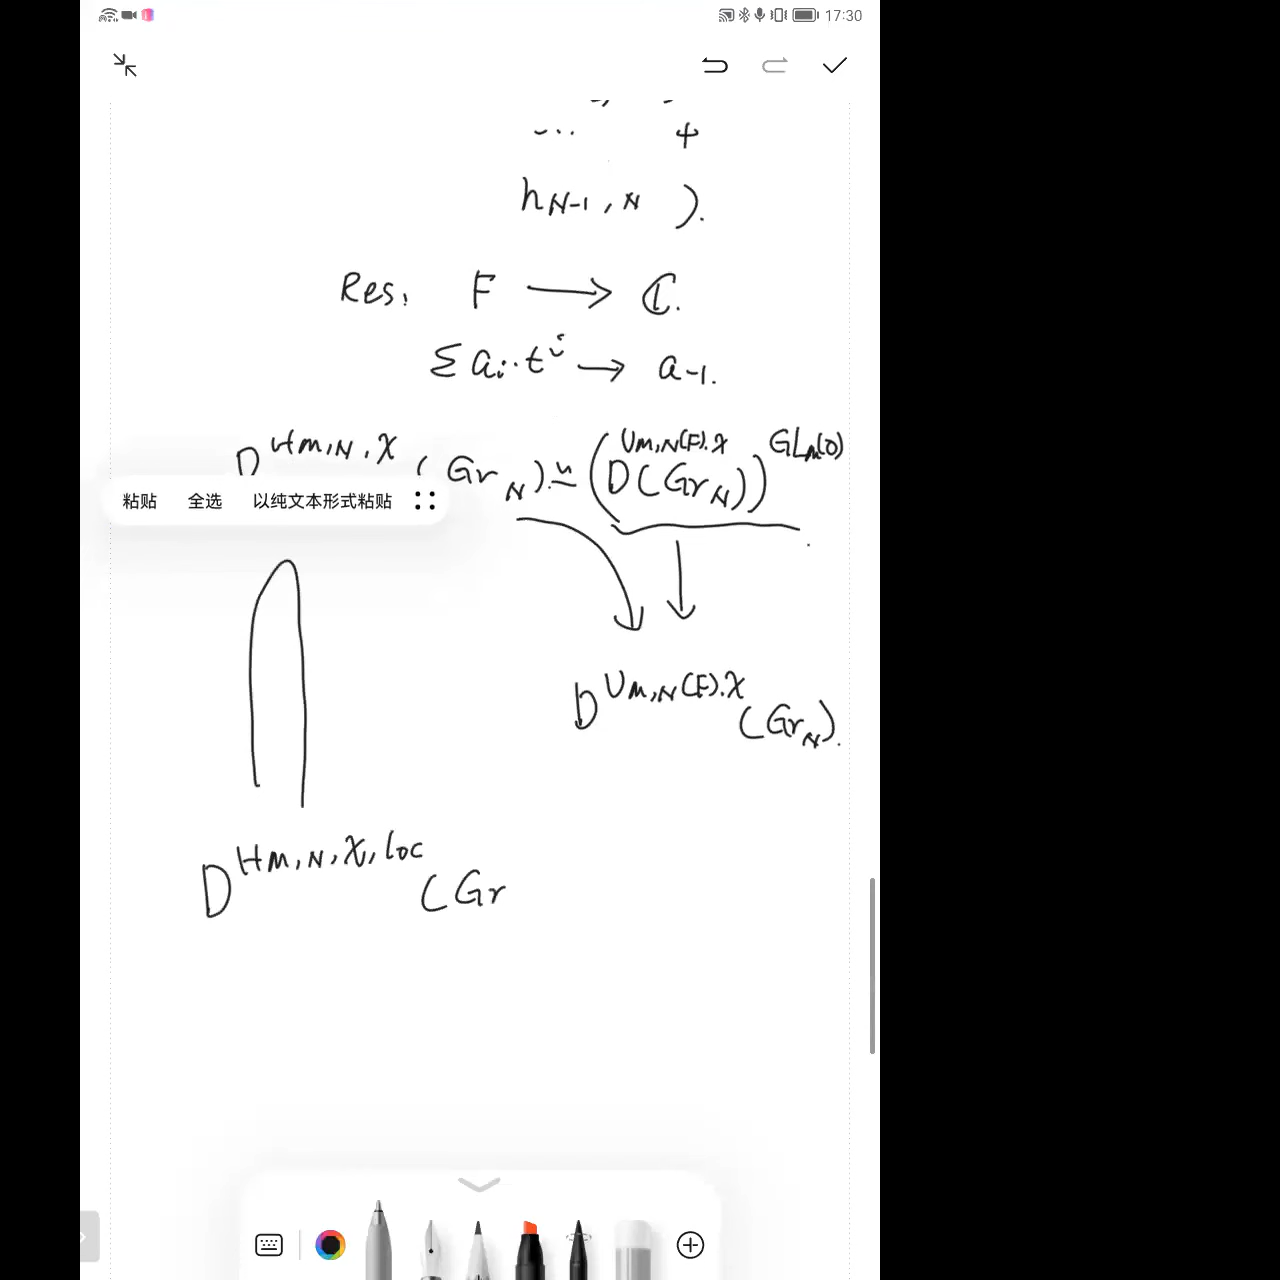 17:30
... +
h_{N-1,N} ).
Res: F ⟶ ℂ.
Σ a_i·t^i → a_{-1}.
D^{H_{M,N},χ}(Gr_N) ≃ (D(Gr_N)^{U_{M,N}(F),χ})^{GL_M(O)}
粘贴 全选 以纯文本形式粘贴
D^{U_{M,N}(F),χ}(Gr_N).
D^{H_{M,N},χ,loc}(Gr